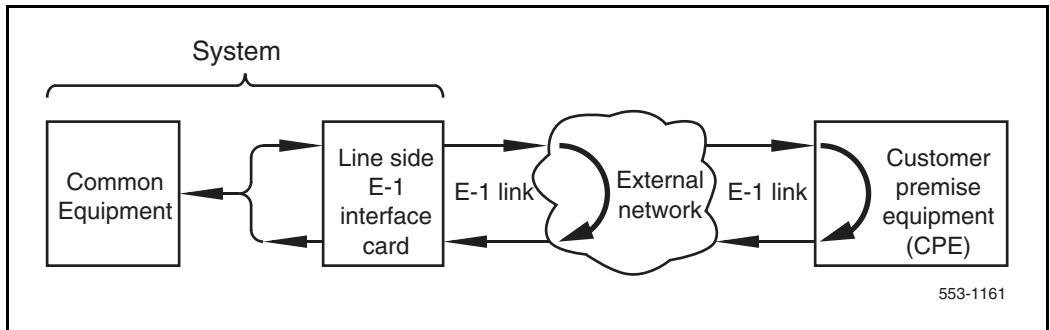 System
Common
Equipment
Line side
E-1
interface
card
E-1 link
External
network
E-1 link
Customer
premise
equipment
(CPE)
553-1161